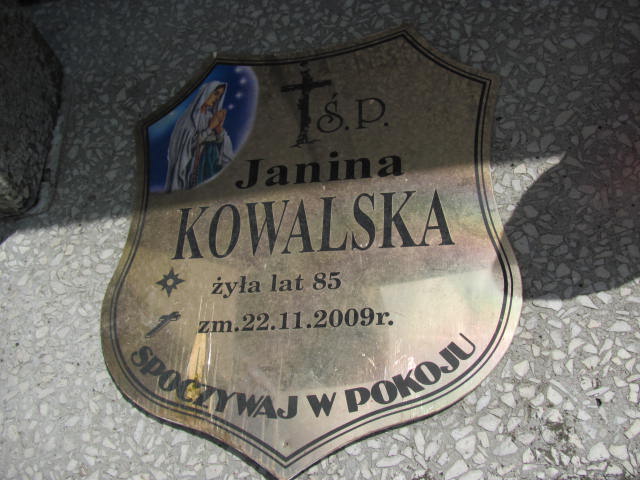 Ś.P.
Janina
KOWALSKA
żyła lat 85
zm.22.11.2009r.
SPOCZYWAJ W POKOJU